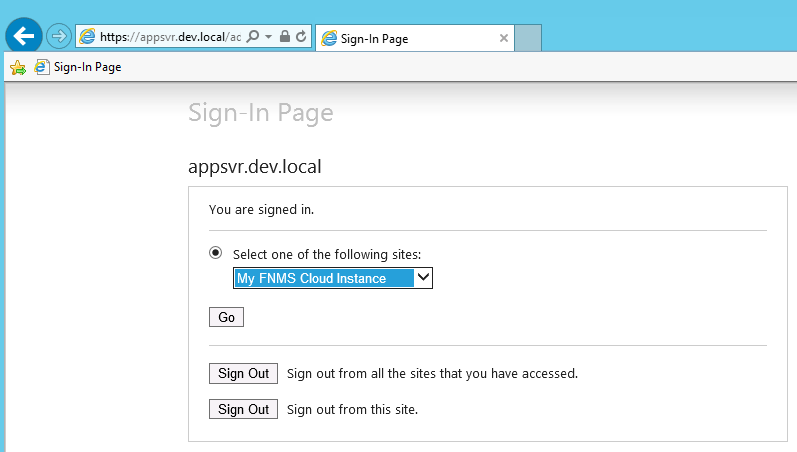 https://appsvr.dev.local/ad
Sign-In Page
Sign-In Page
Sign-In Page
appsvr.dev.local
You are signed in.
Select one of the following sites:
My FNMS Cloud Instance
Go
Sign Out Sign out from all the sites that you have accessed.
Sign Out Sign out from this site.